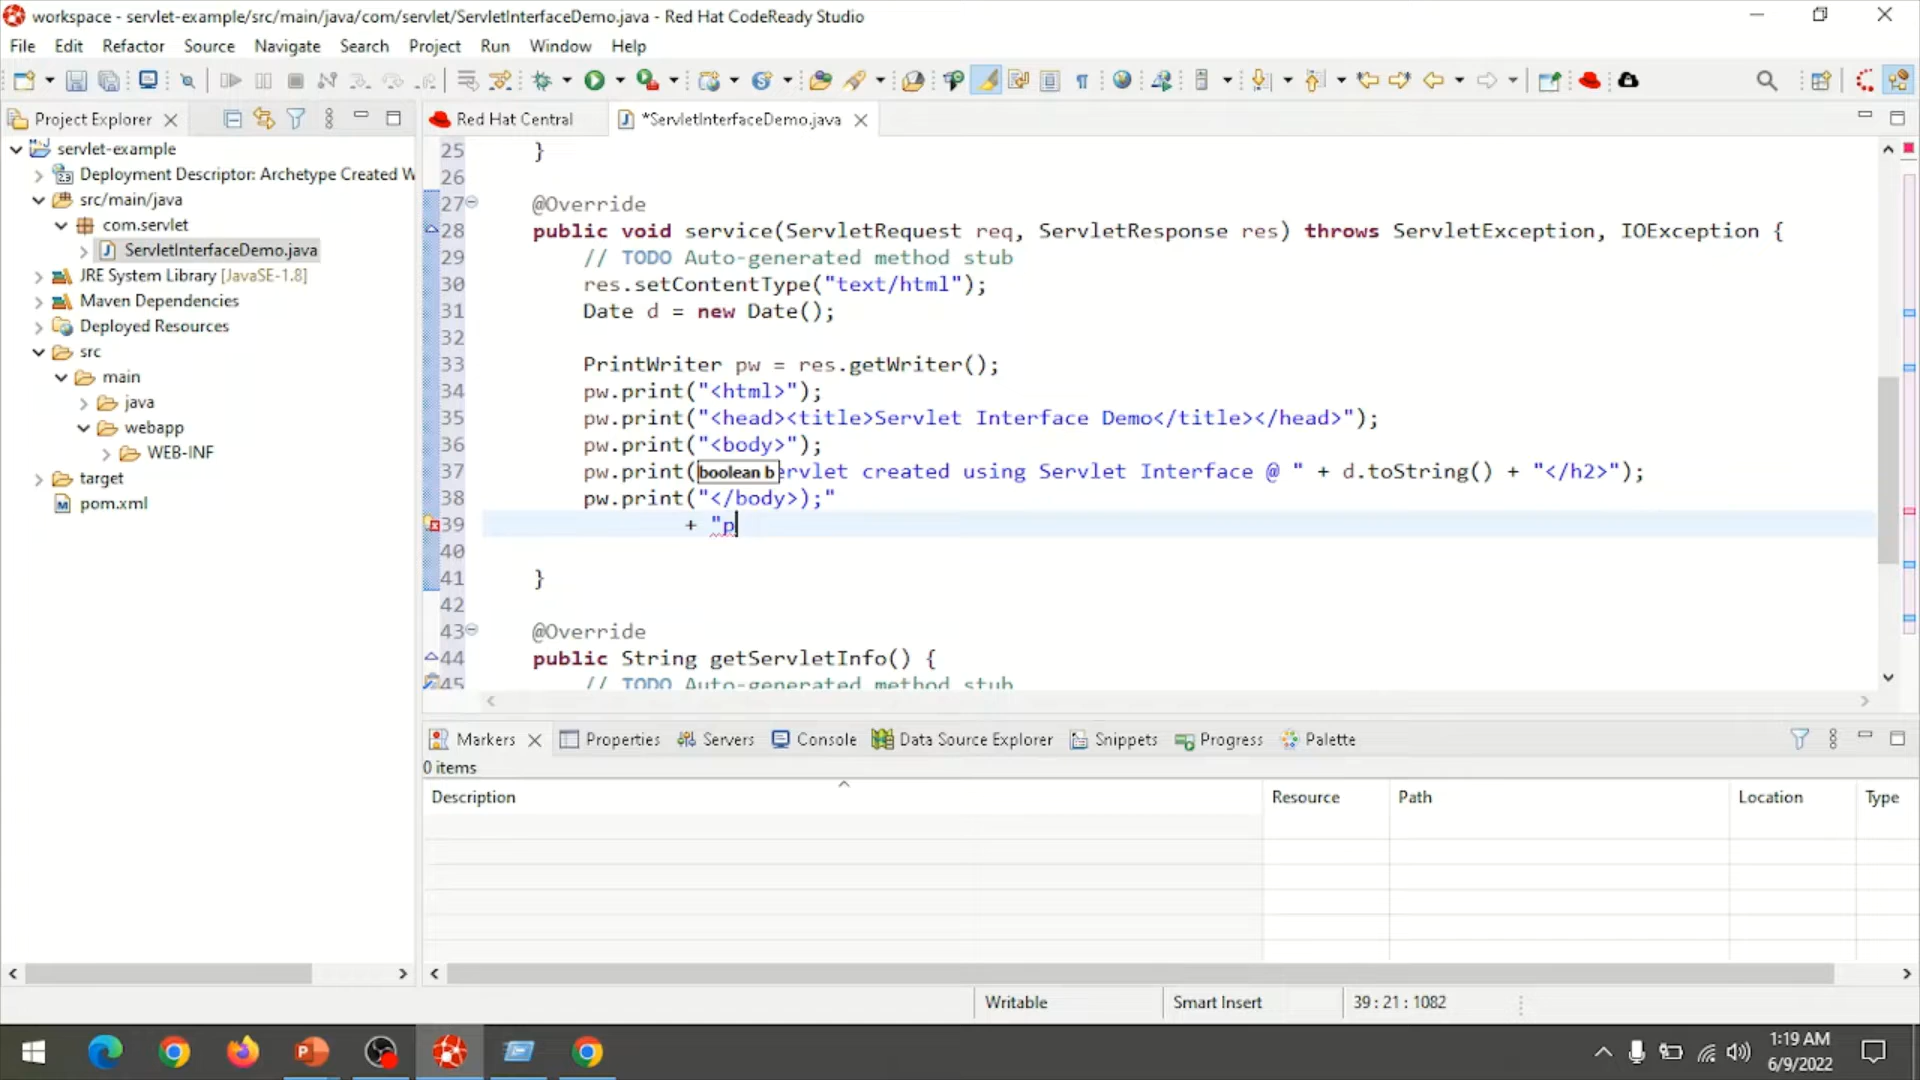 workspace - servlet-example/src/main/java/com/servlet/ServletInterfaceDemo.java - Red Hat CodeReady Studio
File Edit Refactor Source Navigate Search Project Run Window Help
Project Explorer
Red Hat Central
*ServletInterfaceDemo.java
servlet-example
Deployment Descriptor: Archetype Created W
src/main/java
com.servlet
ServletInterfaceDemo.java
JRE System Library [JavaSE-1.8]
Maven Dependencies
Deployed Resources
src
main
java
webapp
WEB-INF
target
pom.xml
25 }
26
27 @Override
28 public void service(ServletRequest req, ServletResponse res) throws ServletException, IOException {
29 // TODO Auto-generated method stub
30 res.setContentType("text/html");
31 Date d = new Date();
32
33 PrintWriter pw = res.getWriter();
34 pw.print("<html>");
35 pw.print("<head><title>Servlet Interface Demo</title></head>");
36 pw.print("<body>");
37 pw.print(boolean b ervlet created using Servlet Interface @ " + d.toString() + "</h2>");
38 pw.print("</body>);"
39 + "p
40
41 }
42
43 @Override
44 public String getServletInfo() {
45 // TODO Auto-generated method stub
Markers Properties Servers Console Data Source Explorer Snippets Progress Palette
0 items
Description Resource Path Location Type
Writable Smart Insert 39 : 21 : 1082
1:19 AM
6/9/2022